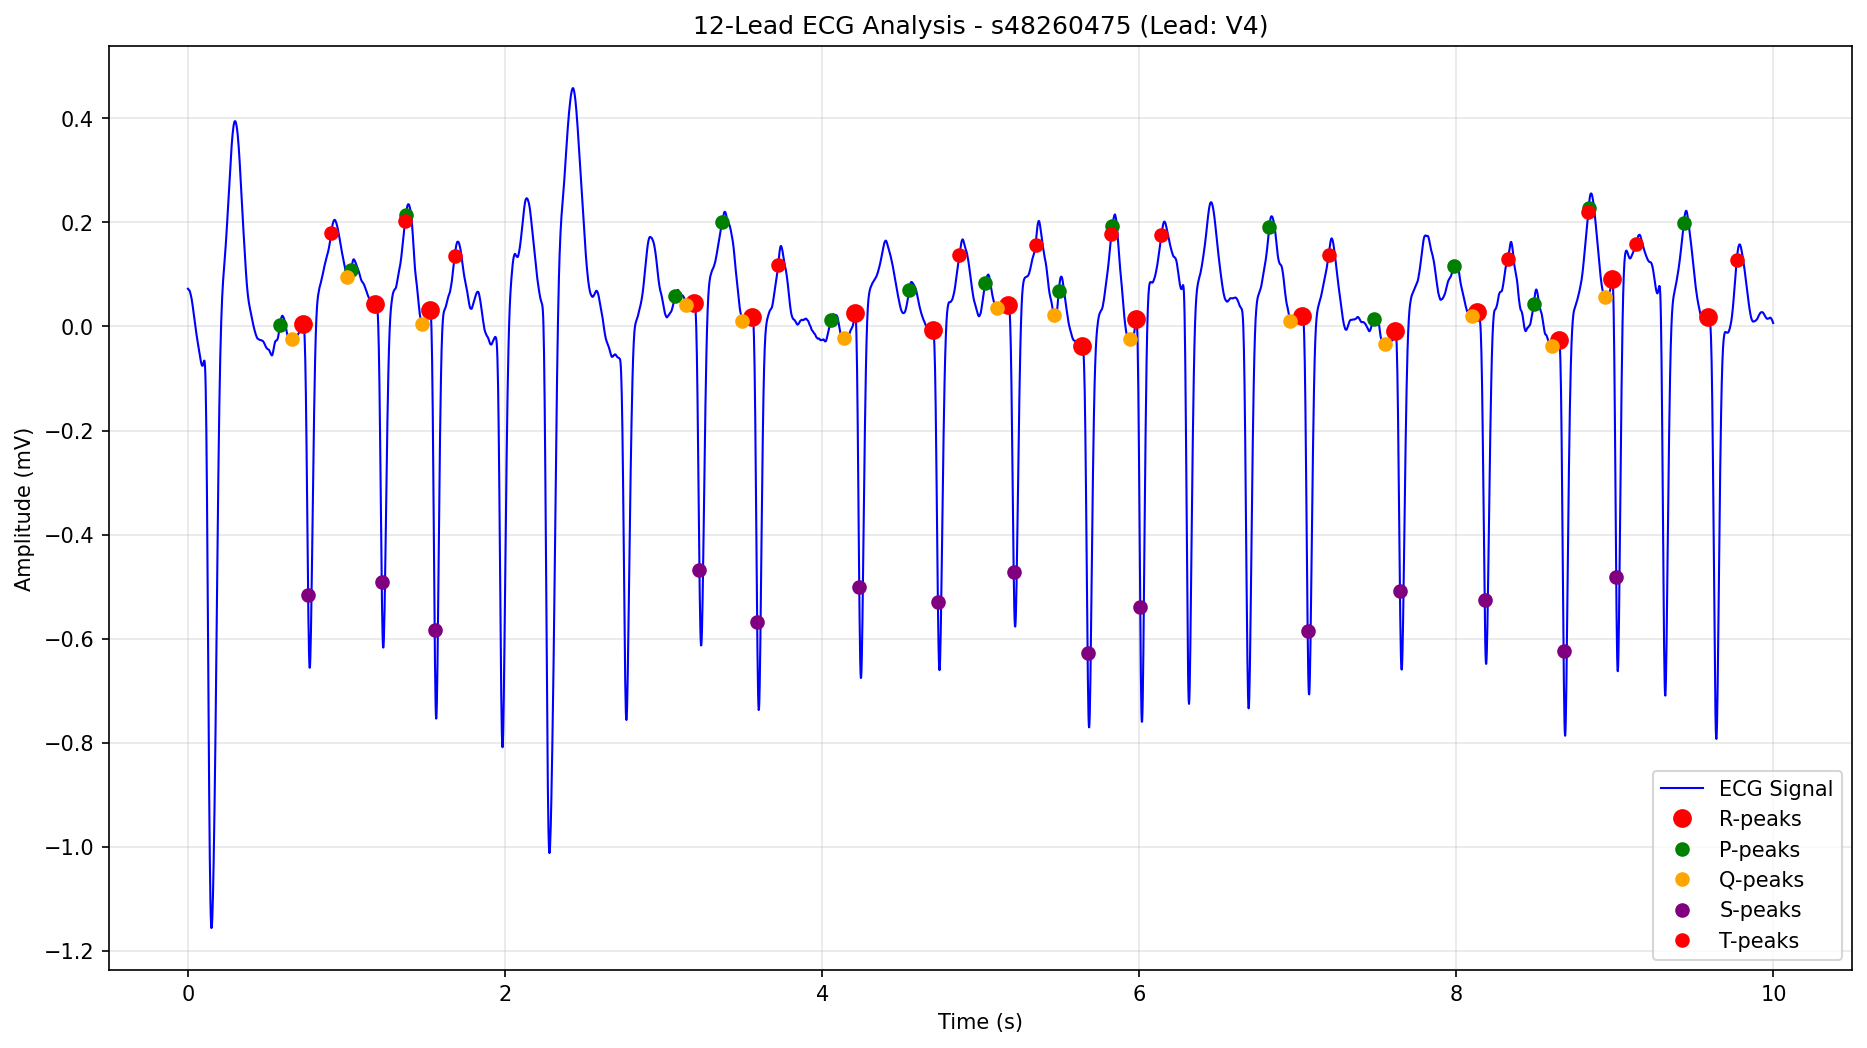 12-Lead ECG Analysis - s48260475 (Lead: V4)
Amplitude (mV)
0.4
0.2
0.0
−0.2
−0.4
−0.6
−0.8
−1.0
−1.2
0 2 4 6 8 10
Time (s)
ECG Signal
R-peaks
P-peaks
Q-peaks
S-peaks
T-peaks